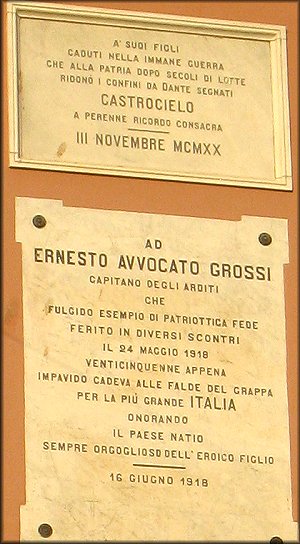 A' SUOI FIGLI
CADUTI NELLA IMMANE GUERRA
CHE ALLA PATRIA DOPO SECOLI DI LOTTE
RIDONÒ I CONFINI DA DANTE SEGNATI
CASTROCIELO
A PERENNE RICORDO CONSACRA
III NOVEMBRE MCMXX
AD
ERNESTO AVVOCATO GROSSI
CAPITANO DEGLI ARDITI
CHE
FULGIDO ESEMPIO DI PATRIOTTICA FEDE
FERITO IN DIVERSI SCONTRI
IL 24 MAGGIO 1918
VENTICINQUENNE APPENA
IMPAVIDO CADEVA ALLE FALDE DEL GRAPPA
PER LA PIÙ GRANDE ITALIA
ONORANDO
IL PAESE NATIO
SEMPRE ORGOGLIOSO DELL'EROICO FIGLIO
16 GIUGNO 1918